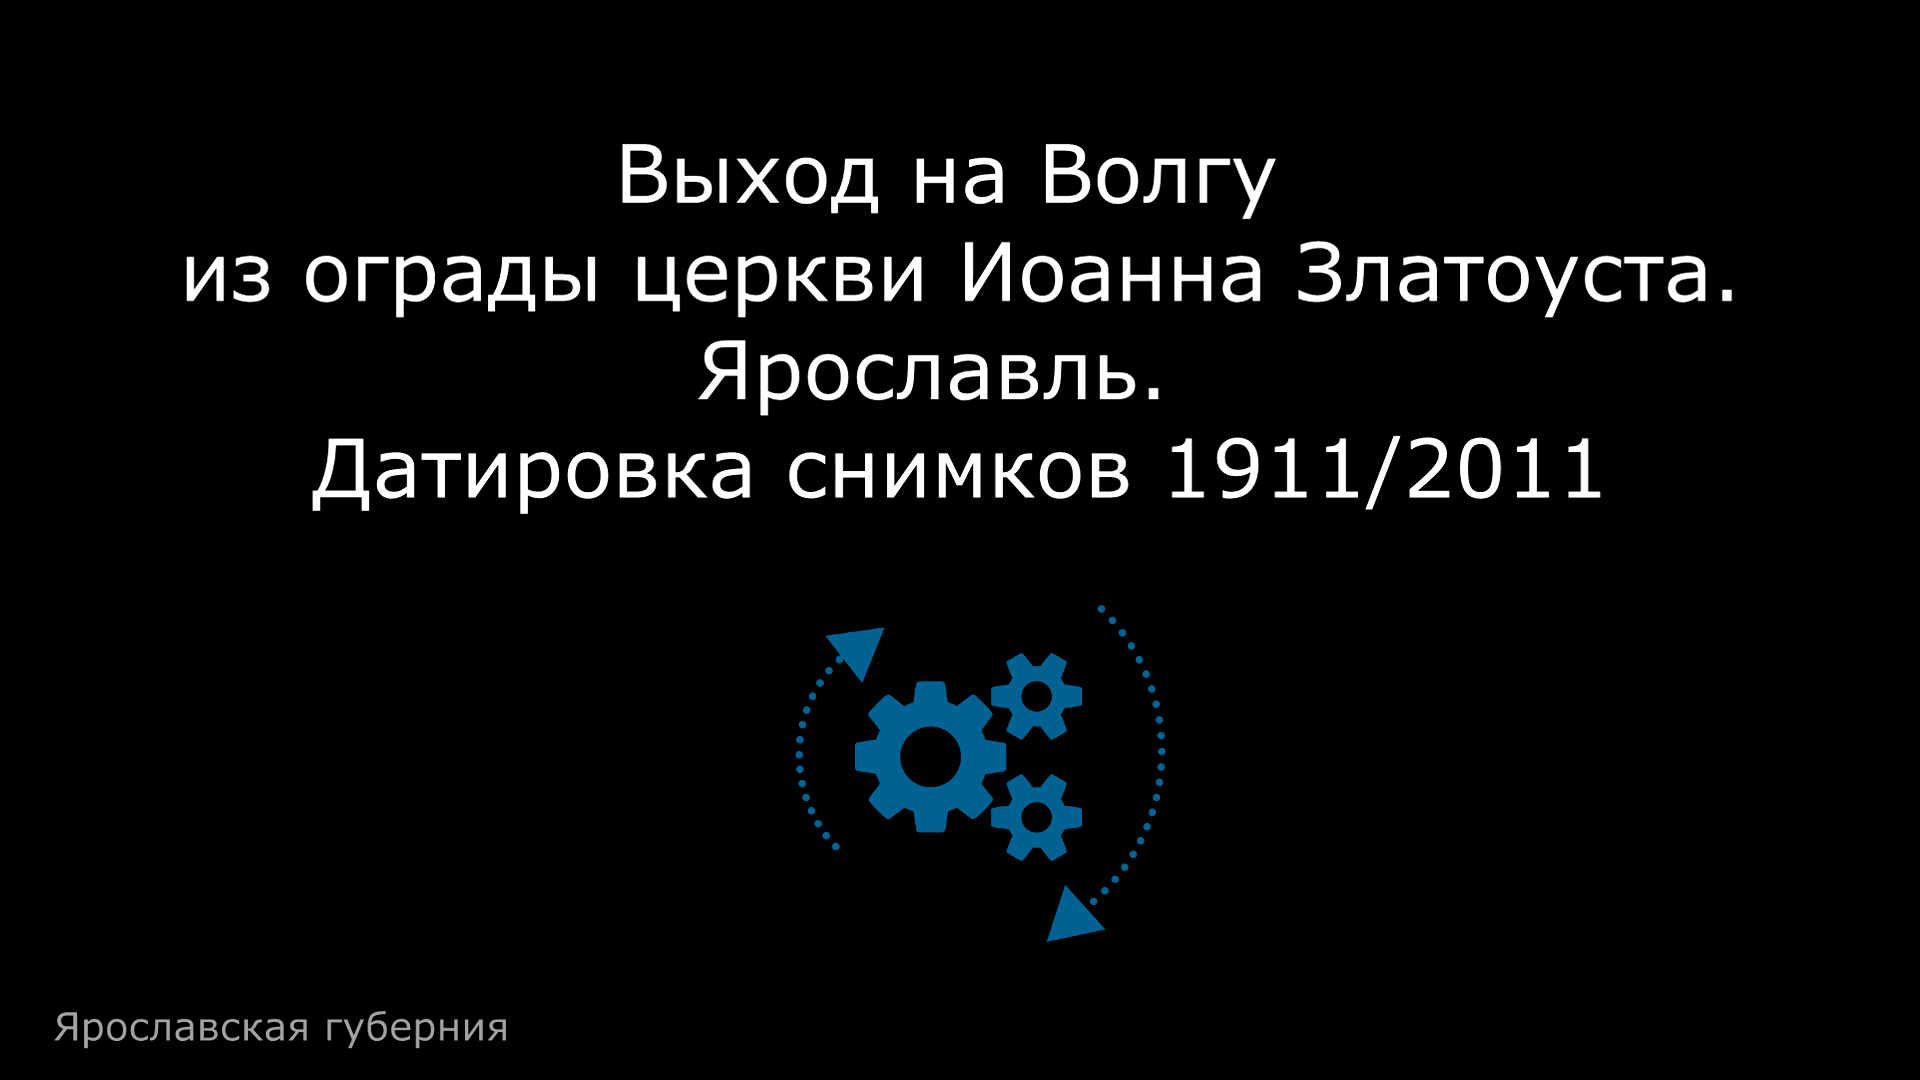 Выход на Волгу
из ограды церкви Иоанна Златоуста.
Ярославль.
Датировка снимков 1911/2011
Ярославская губерния